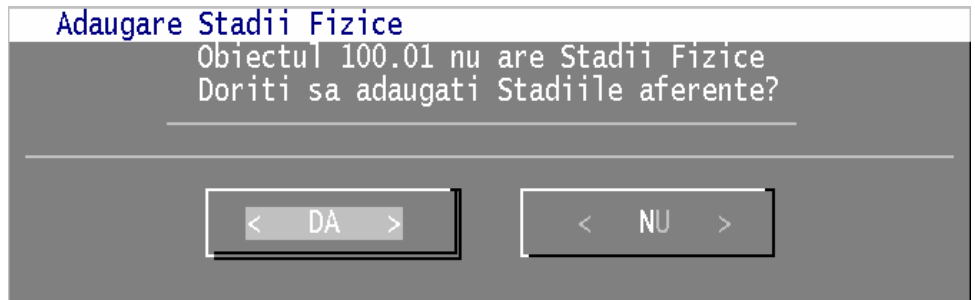 Adaugare Stadii Fizice
Obiectul 100.01 nu are Stadii Fizice
Doriti sa adaugati Stadiile aferente?
< DA > < NU >